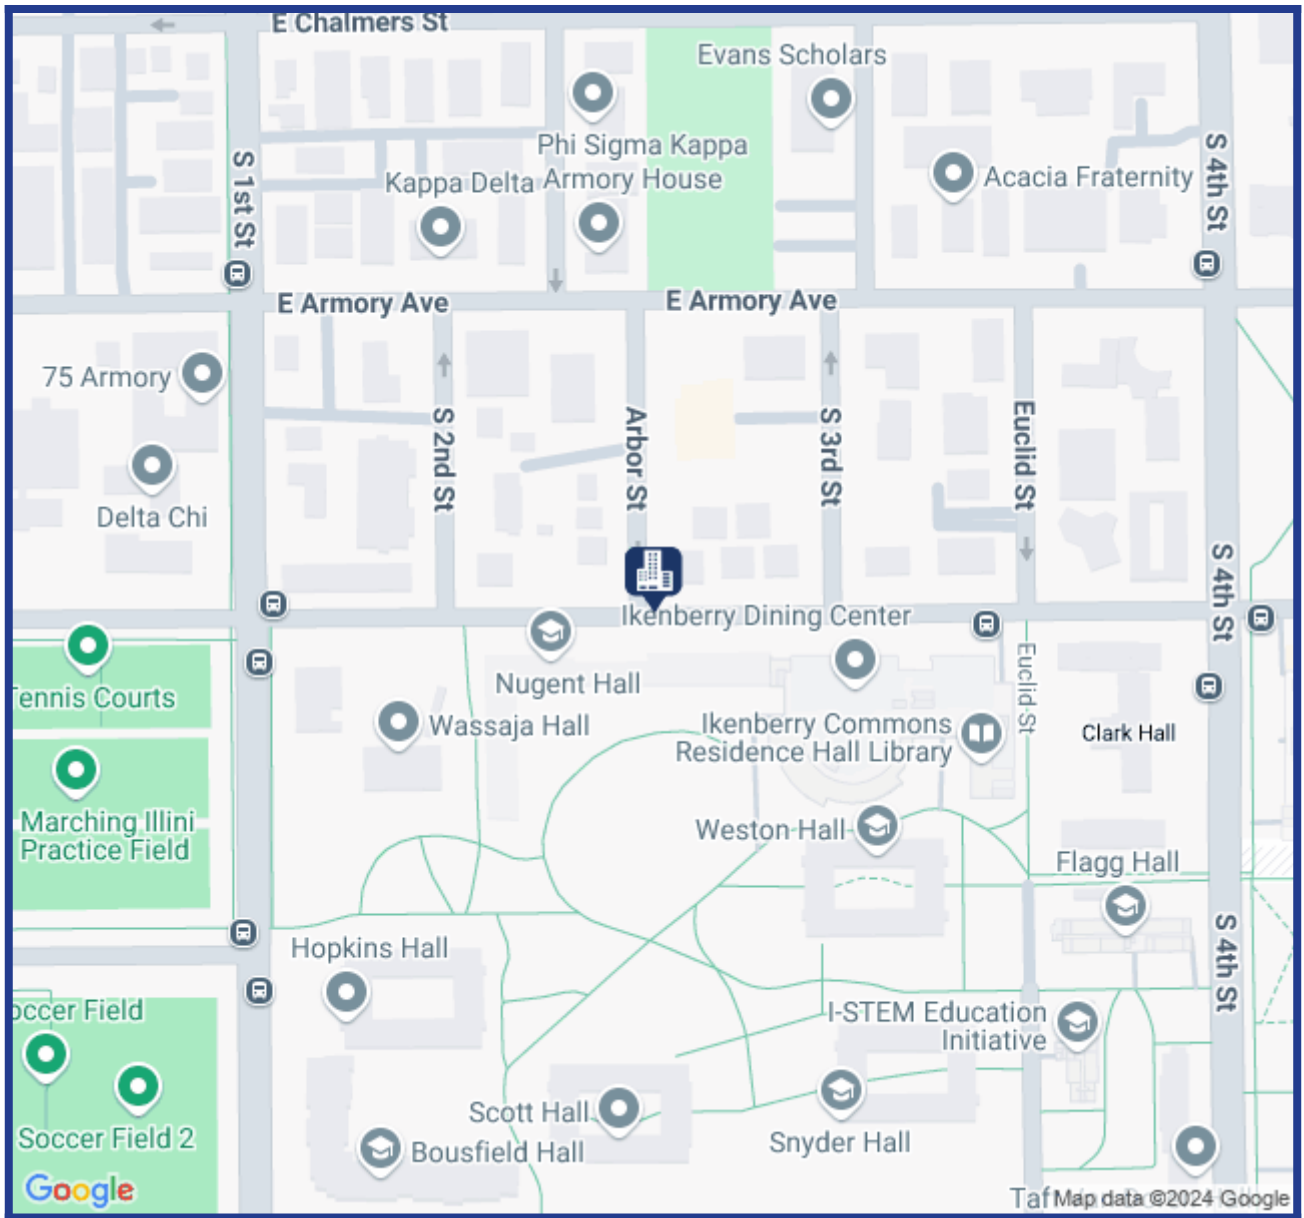 E Chalmers St
Evans Scholars
Phi Sigma Kappa
Kappa Delta
Armory House
Acacia Fraternity
S 1st St
S 4th St
E Armory Ave
E Armory Ave
75 Armory
Delta Chi
S 2nd St
Arbor St
S 3rd St
Euclid St
S 4th St
Ikenberry Dining Center
Nugent Hall
Tennis Courts
Wassaja Hall
Ikenberry Commons
Residence Hall Library
Euclid St
Clark Hall
Marching Illini
Practice Field
Weston Hall
Flagg Hall
Hopkins Hall
S 4th St
occer Field
I-STEM Education
Initiative
Soccer Field 2
Scott Hall
Bousfield Hall
Snyder Hall
Google
Taf
Map data ©2024 Google